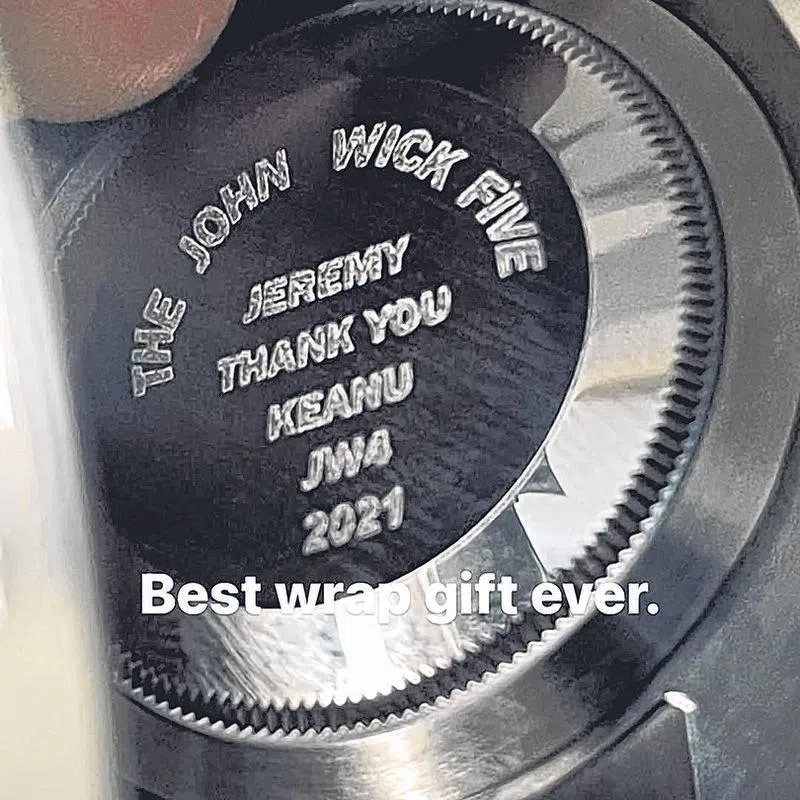 THE JOHN WICK FIVE
JEREMY
THANK YOU
KEANU
JW4
2021
Best wrap gift ever.